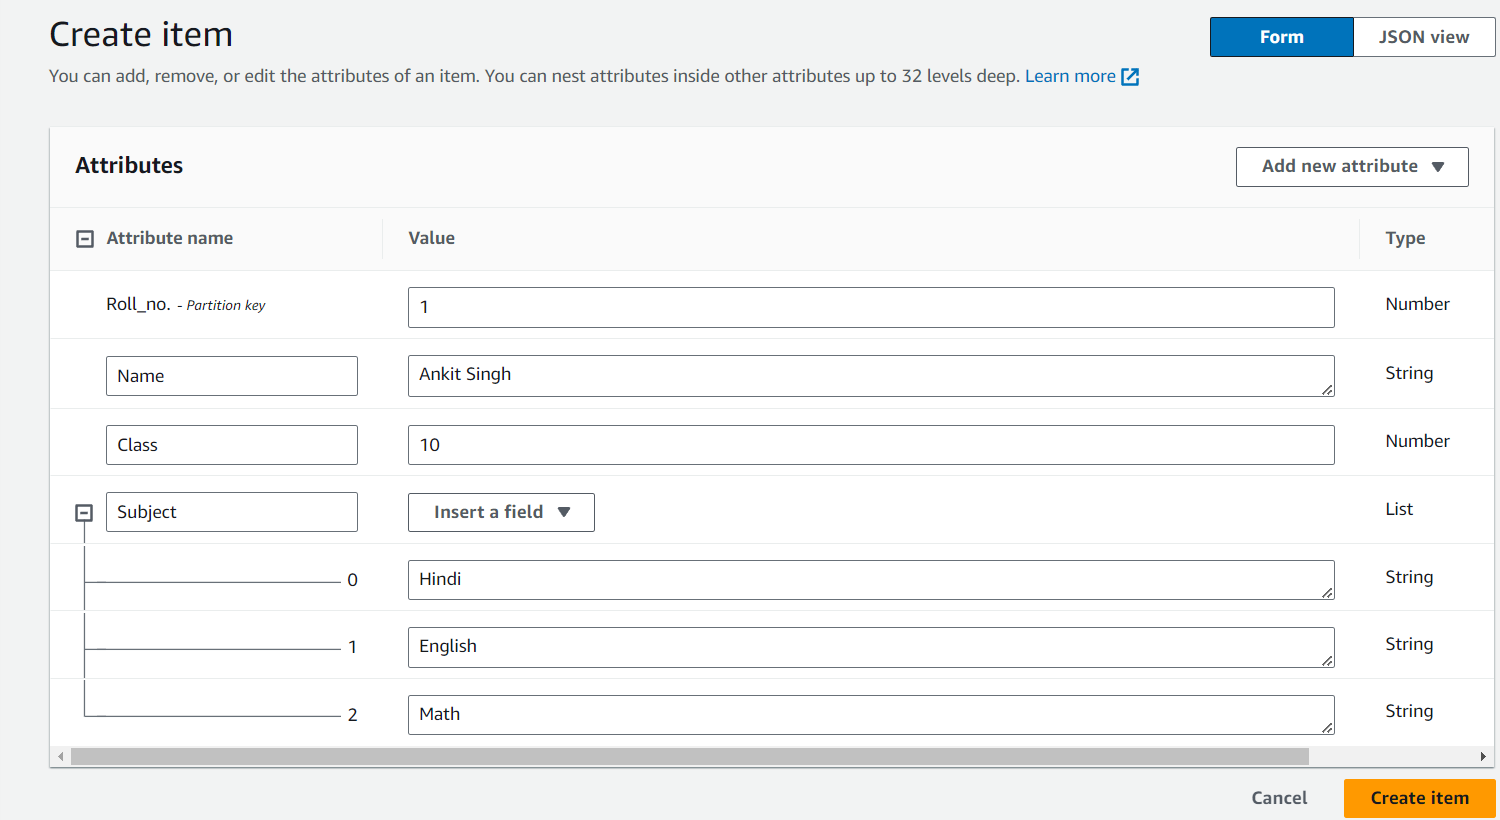 Create item
Form
JSON view
You can add, remove, or edit the attributes of an item. You can nest attributes inside other attributes up to 32 levels deep. Learn more
Attributes
Add new attribute
Attribute name Value Type
Roll_no. - Partition key 1 Number
Name Ankit Singh String
Class 10 Number
Subject Insert a field List
0 Hindi String
1 English String
2 Math String
Cancel Create item